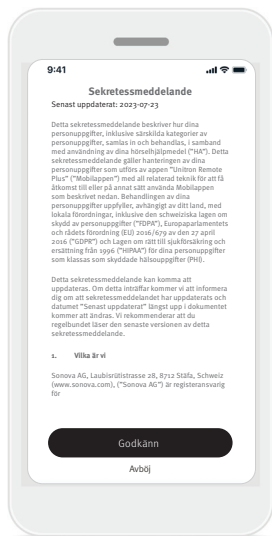 9:41
Sekretessmeddelande
Senast uppdaterat: 2023-07-23
Detta sekretessmeddelande beskriver hur dina
personuppgifter, inklusive särskilda kategorier av
personuppgifter, samlas in och behandlas, i samband
med användning av dina hörselhjälpmedel ("HA"). Detta
sekretessmeddelande gäller hanteringen av dina
personuppgifter som utförs av appen "Unitron Remote
Plus" ("Mobilappen") med all relaterad teknik för att få
åtkomst till eller på annat sätt använda Mobilappen
som beskrivet nedan. Behandlingen av dina
personuppgifter uppfyller, avhängigt av ditt land, med
lokala förordningar, inklusive den schweiziska lagen om
skydd av personuppgifter ("FDPA"), Europaparlamentets
och rådets förordning (EU) 2016/679 av den 27 april
2016 ("GDPR") och Lagen om rätt till sjukförsäkring och
ersättning från 1996 ("HIPAA") för dina personuppgifter
som klassas som skyddade hälsouppgifter (PHI).
Detta sekretessmeddelande kan komma att
uppdateras. Om detta inträffar kommer vi att informera
dig om att sekretessmeddelandet har uppdaterats och
datumet "Senast uppdaterat" längst upp i dokumentet
kommer att ändras. Vi rekommenderar att du
regelbundet läser den senaste versionen av detta
sekretessmeddelande.
1. Vilka är vi
Sonova AG, Laubisrütistrasse 28, 8712 Stäfa, Schweiz
(www.sonova.com), ("Sonova AG") är registeransvarig
för
Godkänn
Avböj